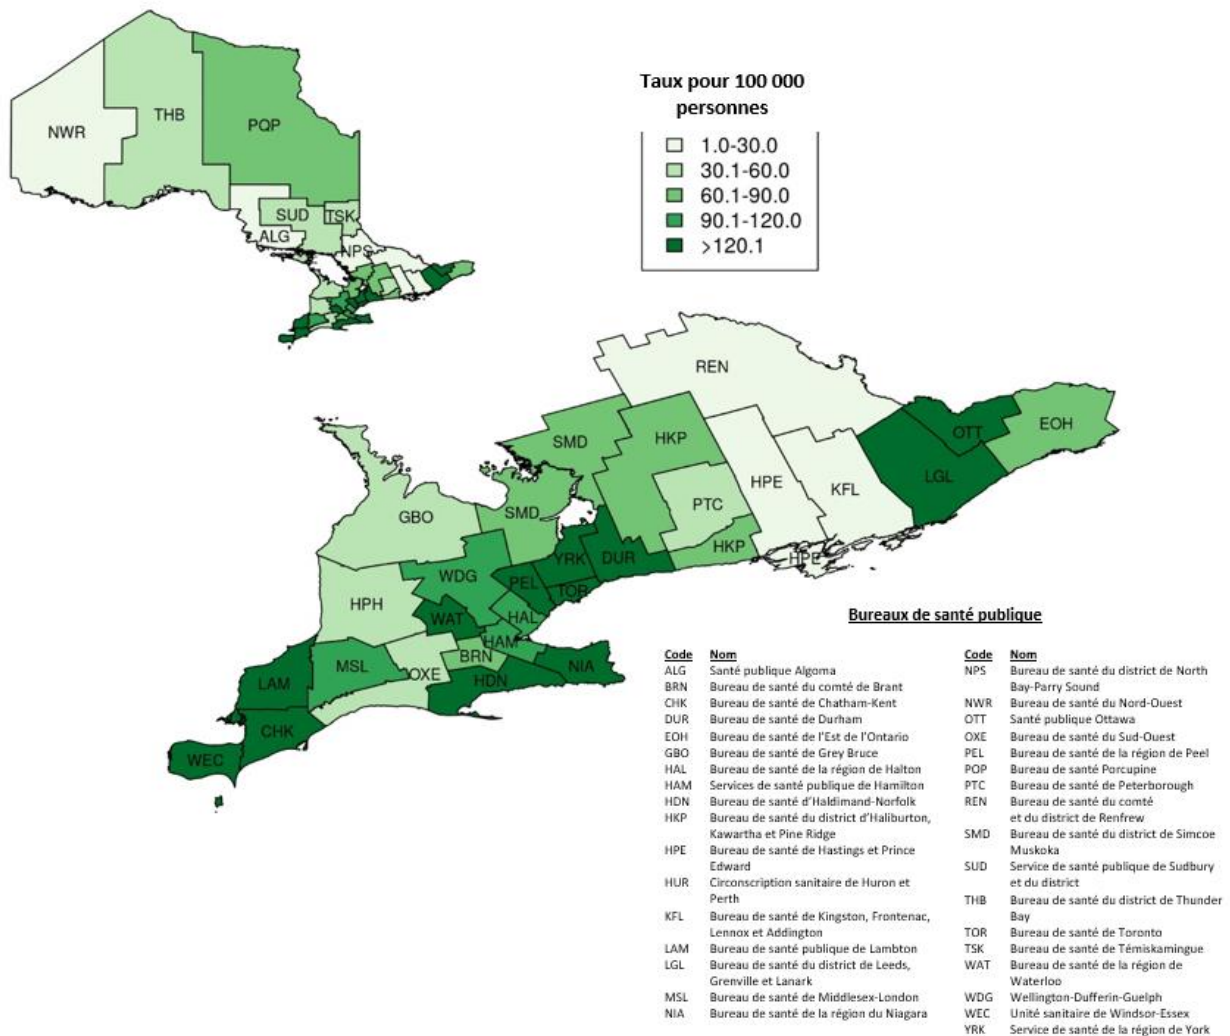 Taux pour 100 000
personnes
1.0-30.0
30.1-60.0
60.1-90.0
90.1-120.0
>120.1
NWR
THB
PQP
SUD
TSK
ALG
NPS
REN
SMD
HKP
OTT
EOH
HPE
KFL
LGL
PTC
GBO
SMD
HKP
HPE
YRK
DUR
WDG
PEL
TOR
HPH
WAT
HAL
HAM
MSL
OXE
BRN
NIA
LAM
HDN
CHK
WEC
Bureaux de santé publique
Code Nom
ALG Santé publique Algoma
BRN Bureau de santé du comté de Brant
CHK Bureau de santé de Chatham-Kent
DUR Bureau de santé de Durham
EOH Bureau de santé de l'Est de l'Ontario
GBO Bureau de santé de Grey Bruce
HAL Bureau de santé de la région de Halton
HAM Services de santé publique de Hamilton
HDN Bureau de santé d'Haldimand-Norfolk
HKP Bureau de santé du district d'Haliburton,
Kawartha et Pine Ridge
HPE Bureau de santé de Hastings et Prince
Edward
HUR Circonscription sanitaire de Huron et
Perth
KFL Bureau de santé de Kingston, Frontenac,
Lennox et Addington
LAM Bureau de santé publique de Lambton
LGL Bureau de santé du district de Leeds,
Grenville et Lanark
MSL Bureau de santé de Middlesex-London
NIA Bureau de santé de la région du Niagara
Code Nom
NPS Bureau de santé du district de North
Bay-Parry Sound
NWR Bureau de santé du Nord-Ouest
OTT Santé publique Ottawa
OXE Bureau de santé du Sud-Ouest
PEL Bureau de santé de la région de Peel
POP Bureau de santé Porcupine
PTC Bureau de santé de Peterborough
REN Bureau de santé du comté
et du district de Renfrew
SMD Bureau de santé du district de Simcoe
Muskoka
SUD Service de santé publique de Sudbury
et du district
THB Bureau de santé du district de Thunder
Bay
TOR Bureau de santé de Toronto
TSK Bureau de santé de Témiskamingue
WAT Bureau de santé de la région de
Waterloo
WDG Wellington-Dufferin-Guelph
WEC Unité sanitaire de Windsor-Essex
YRK Service de santé de la région de York